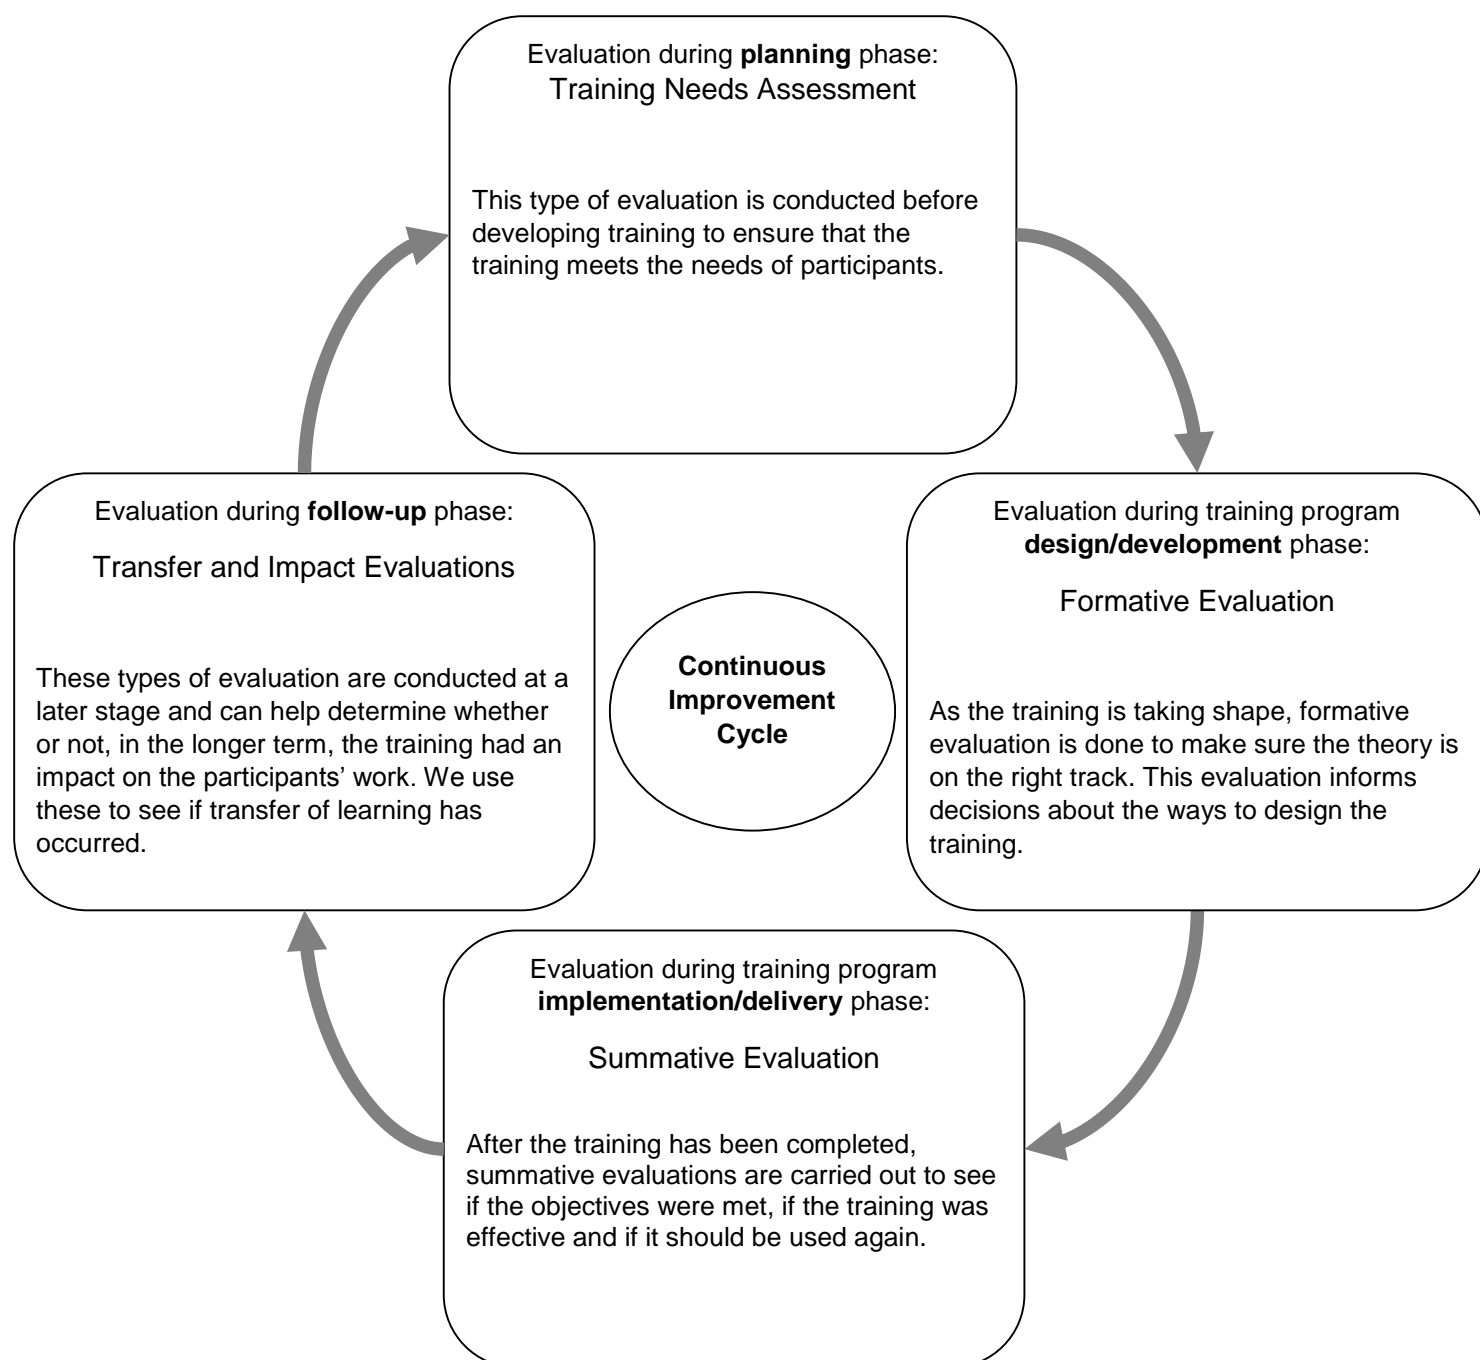 Evaluation during planning phase:
Training Needs Assessment
This type of evaluation is conducted before
developing training to ensure that the
training meets the needs of participants.
Evaluation during follow-up phase:
Transfer and Impact Evaluations
These types of evaluation are conducted at a
later stage and can help determine whether
or not, in the longer term, the training had an
impact on the participants’ work. We use
these to see if transfer of learning has
occurred.
Continuous
Improvement
Cycle
Evaluation during training program
design/development phase:
Formative Evaluation
As the training is taking shape, formative
evaluation is done to make sure the theory is
on the right track. This evaluation informs
decisions about the ways to design the
training.
Evaluation during training program
implementation/delivery phase:
Summative Evaluation
After the training has been completed,
summative evaluations are carried out to see
if the objectives were met, if the training was
effective and if it should be used again.